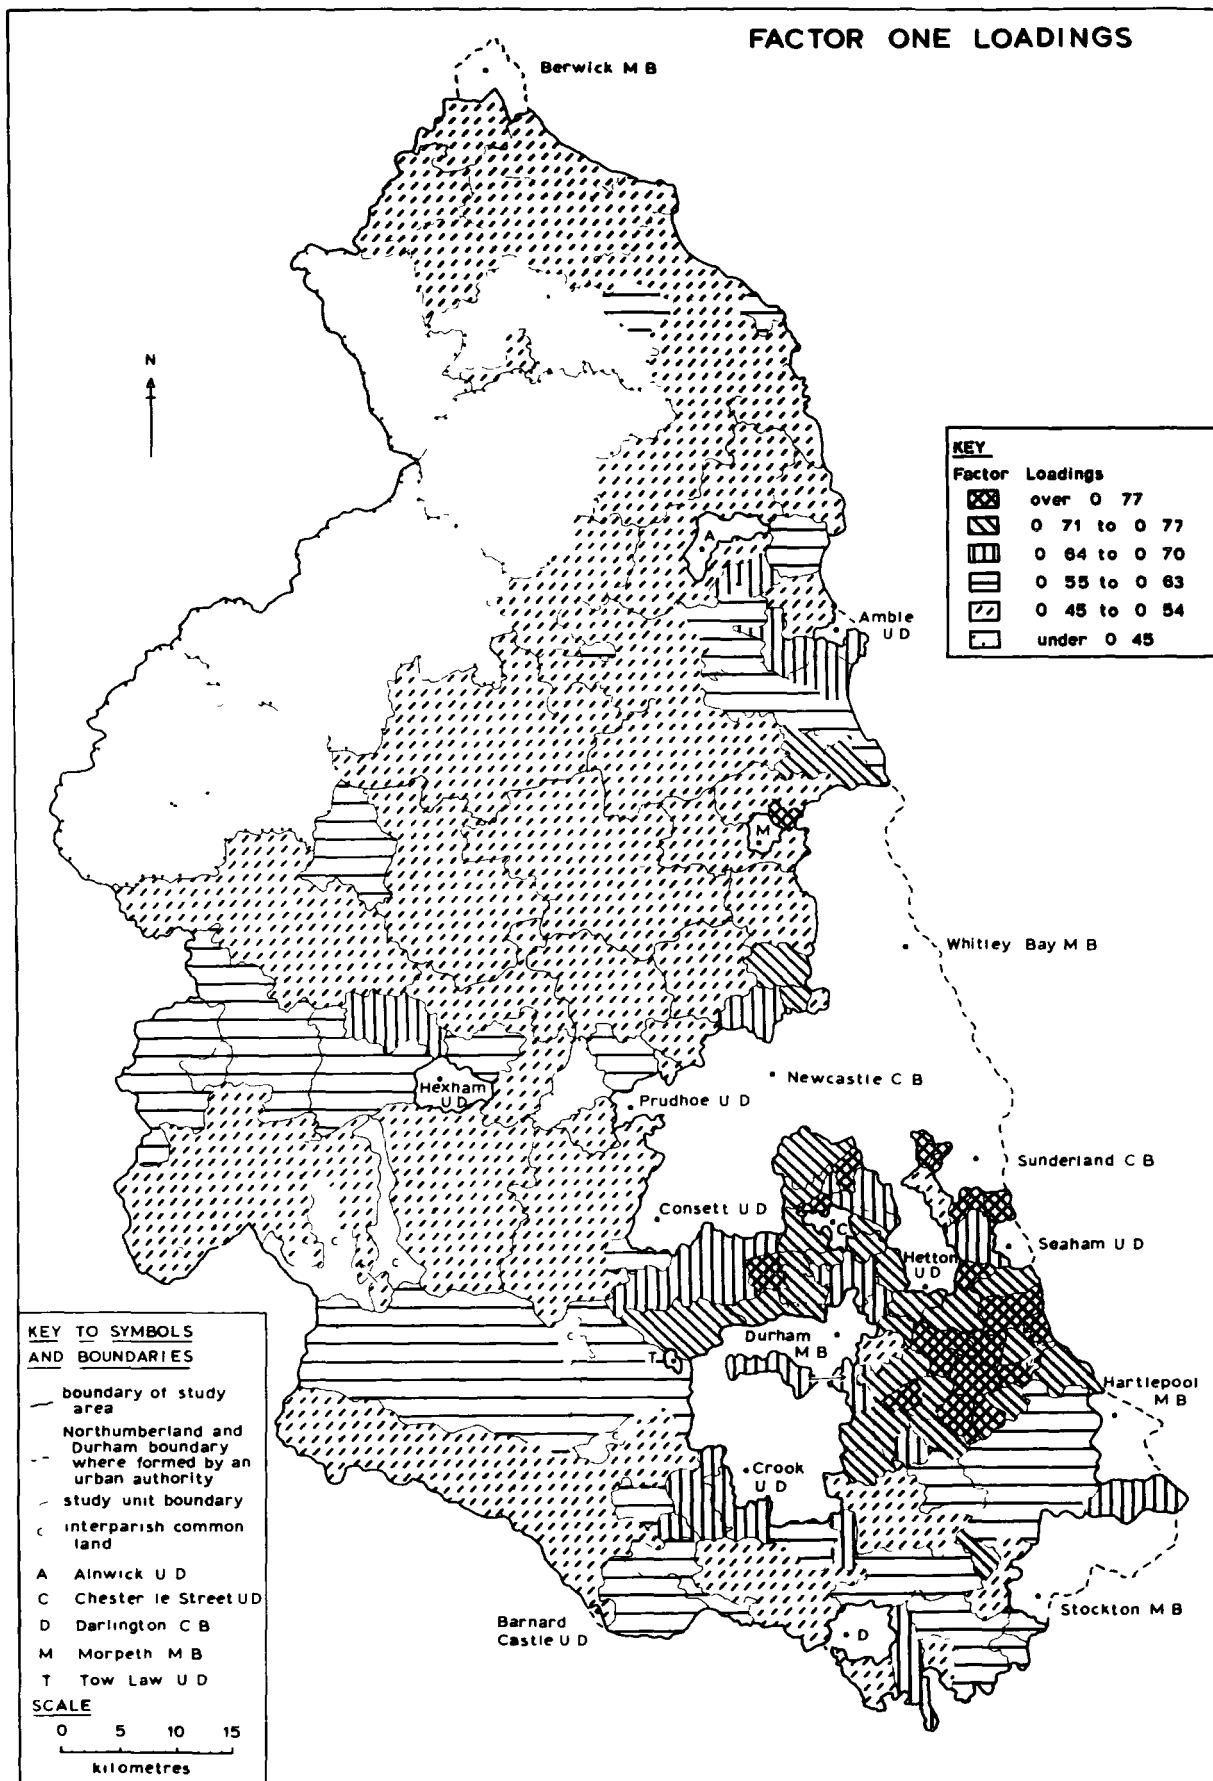 FACTOR ONE LOADINGS
Berwick M B
N
KEY
Factor Loadings
over 0 77
0 71 to 0 77
0 64 to 0 70
0 55 to 0 63
0 45 to 0 54
under 0 45
A
Amble
U D
M
Whitley Bay M B
Newcastle C B
Hexham
U D
Prudhoe U D
Sunderland C B
Consett U D
C
Seaham U D
Hetton
U D
c
c
c
Durham
M B
T
Hartlepool
M B
Crook
U D
Stockton M B
Barnard
Castle U D
D
KEY TO SYMBOLS
AND BOUNDARIES
boundary of study
area
Northumberland and
Durham boundary
where formed by an
urban authority
study unit boundary
c interparish common
land
A Alnwick U D
C Chester le Street U D
D Darlington C B
M Morpeth M B
T Tow Law U D
SCALE
0 5 10 15
kilometres